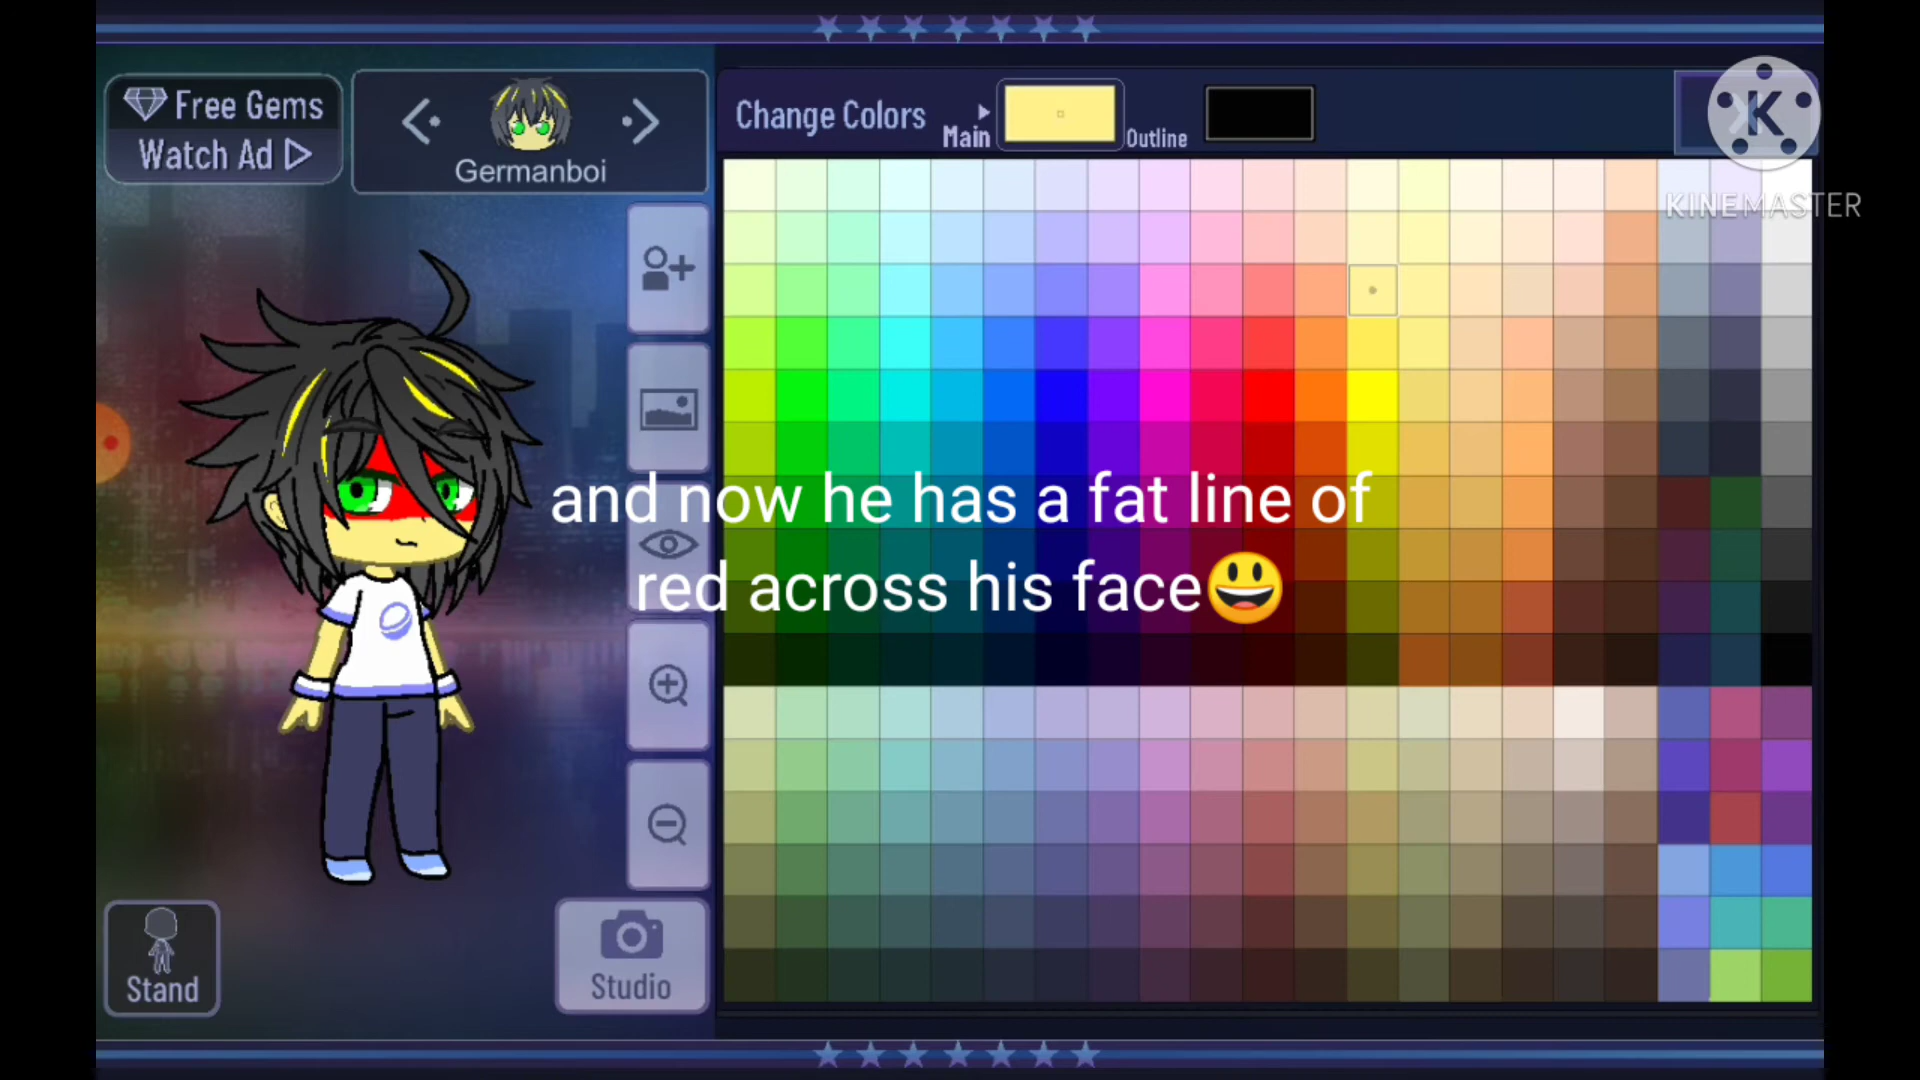 Free Gems
Watch Ad
Germanboi
Change Colors
Main
Outline
K
KINEMASTER
and now he has a fat line of
red across his face😃
Stand
Studio